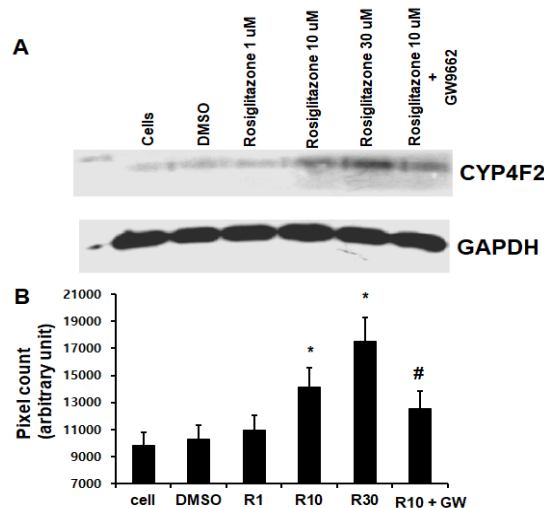 A
Cells
DMSO
Rosiglitazone 1 uM
Rosiglitazone 10 uM
Rosiglitazone 30 uM
Rosiglitazone 10 uM
+
GW9662
CYP4F2
GAPDH
B
Pixel count
(arbitrary unit)
21000
19000
17000
15000
13000
11000
9000
7000
*
*
#
cell
DMSO
R1
R10
R30
R10 + GW